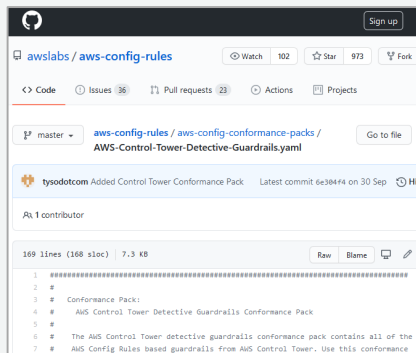 Sign up
awslabs / aws-config-rules
Watch 102
Star 973
Fork
Code
Issues 36
Pull requests 23
Actions
Projects
master
aws-config-rules / aws-config-conformance-packs /
AWS-Control-Tower-Detective-Guardrails.yaml
Go to file
tysodotcom Added Control Tower Conformance Pack
Latest commit 6e304f4 on 30 Sep
1 contributor
169 lines (168 sloc) 7.3 KB
Raw
Blame
1 ##################################################################################
2 #
3 # Conformance Pack:
4 # AWS Control Tower Detective Guardrails Conformance Pack
5 #
6 # The AWS Control Tower detective guardrails conformance pack contains all of the
7 # AWS Config Rules based guardrails from AWS Control Tower. Use this conformance